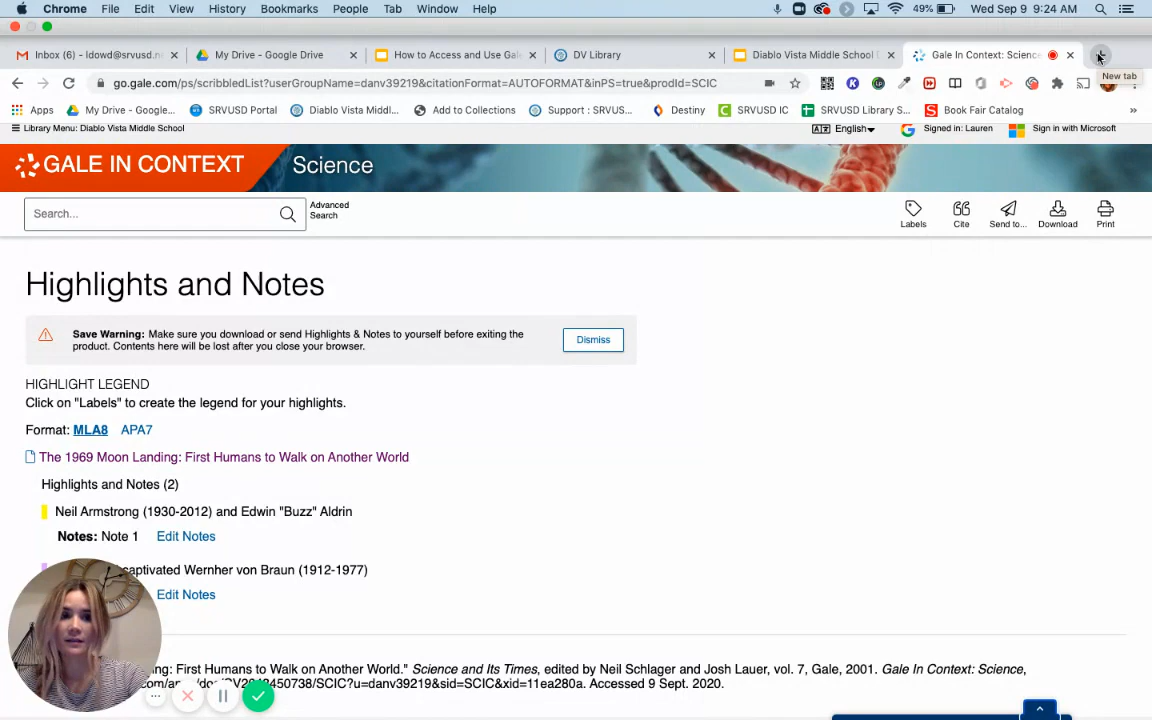 Chrome File Edit View History Bookmarks People Tab Window Help 49% Wed Sep 9 9:24 AM
Inbox (6) - ldowd@srvusd.n My Drive - Google Drive How to Access and Use Gal DV Library Diablo Vista Middle School Gale In Context: Science
New tab
go.gale.com/ps/scribbledList?userGroupName=danv39219&citationFormat=AUTOFORMAT&inPS=true&prodId=SCIC
Apps My Drive - Google... SRVUSD Portal Diablo Vista Middl... Add to Collections Support : SRVUS... Destiny SRVUSD IC SRVUSD Library S... Book Fair Catalog »
Library Menu: Diablo Vista Middle School English Signed in: Lauren Sign in with Microsoft
GALE IN CONTEXT Science
Search... Advanced Search
Labels Cite Send to... Download Print
Highlights and Notes
Save Warning: Make sure you download or send Highlights & Notes to yourself before exiting the
product. Contents here will be lost after you close your browser.
Dismiss
HIGHLIGHT LEGEND
Click on "Labels" to create the legend for your highlights.
Format: MLA8 APA7
The 1969 Moon Landing: First Humans to Walk on Another World
Highlights and Notes (2)
Neil Armstrong (1930-2012) and Edwin "Buzz" Aldrin
Notes: Note 1 Edit Notes
captivated Wernher von Braun (1912-1977)
Edit Notes
ing: First Humans to Walk on Another World." Science and Its Times, edited by Neil Schlager and Josh Lauer, vol. 7, Gale, 2001. Gale In Context: Science,
Accessed 9 Sept. 2020.